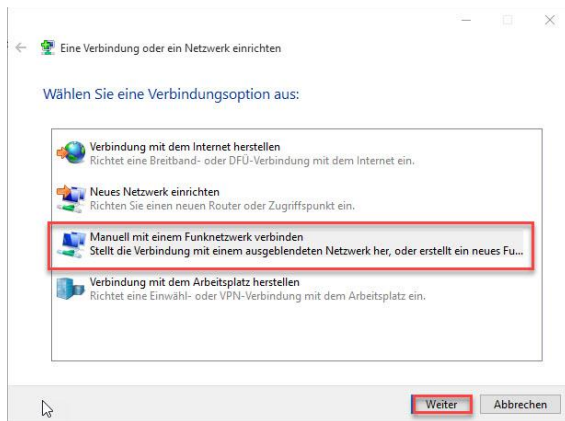 Eine Verbindung oder ein Netzwerk einrichten
Wählen Sie eine Verbindungsoption aus:
Verbindung mit dem Internet herstellen
Richtet eine Breitband- oder DFÜ-Verbindung mit dem Internet ein.
Neues Netzwerk einrichten
Richten Sie einen neuen Router oder Zugriffspunkt ein.
Manuell mit einem Funknetzwerk verbinden
Stellt die Verbindung mit einem ausgeblendeten Netzwerk her, oder erstellt ein neues Fu...
Verbindung mit dem Arbeitsplatz herstellen
Richtet eine Einwähl- oder VPN-Verbindung mit dem Arbeitsplatz ein.
Weiter Abbrechen